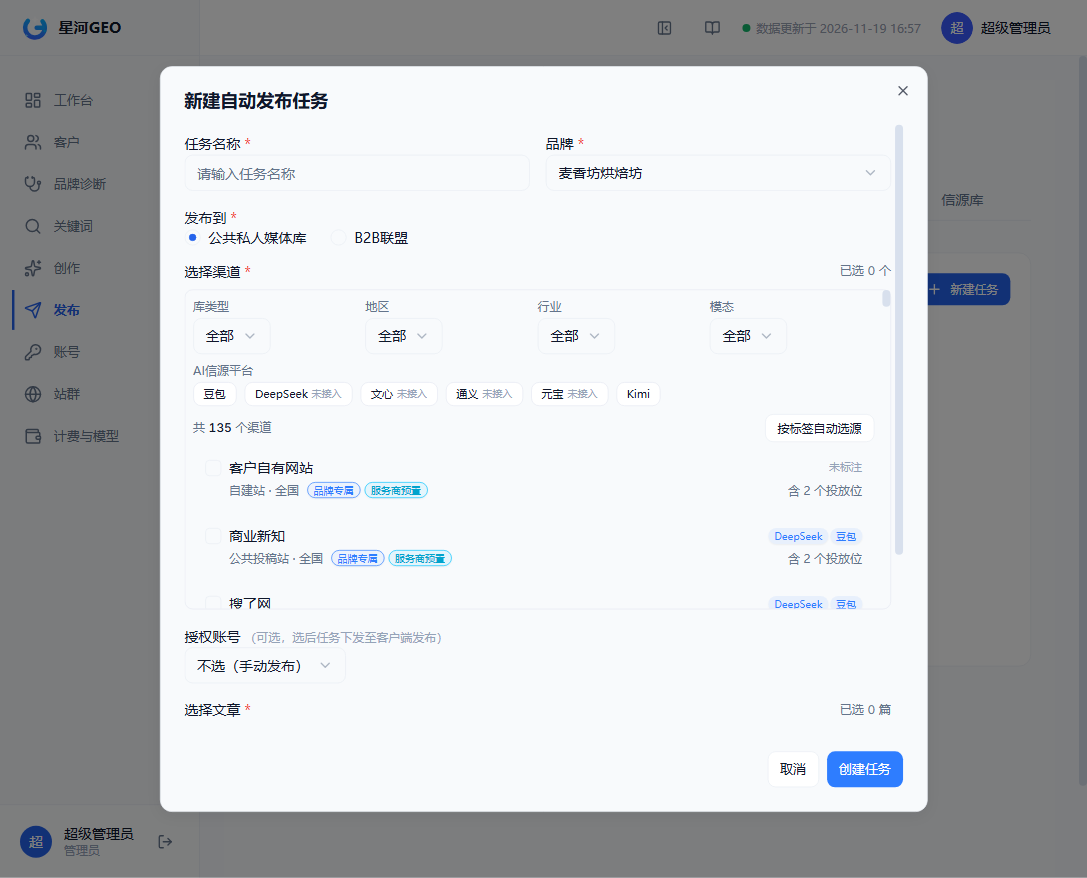 星河GEO
数据更新于 2026-11-19 16:57
超
超级管理员
工作台
客户
品牌诊断
关键词
创作
发布
账号
站群
计费与模型
信源库
新建任务
新建自动发布任务
任务名称 *
品牌 *
请输入任务名称
麦香坊烘焙坊
发布到 *
公共私人媒体库
B2B联盟
选择渠道 *
已选 0 个
库类型
地区
行业
模态
全部
全部
全部
全部
AI信源平台
豆包
DeepSeek 未接入
文心 未接入
通义 未接入
元宝 未接入
Kimi
共 135 个渠道
按标签自动选源
客户自有网站
未标注
自建站 · 全国 品牌专属 服务商预置
含 2 个投放位
商业新知
DeepSeek 豆包
公共投稿站 · 全国 品牌专属 服务商预置
含 2 个投放位
搜了网
DeepSeek 豆包
授权账号 (可选，选后任务下发至客户端发布)
不选（手动发布）
选择文章 *
已选 0 篇
取消
创建任务
超
超级管理员
管理员